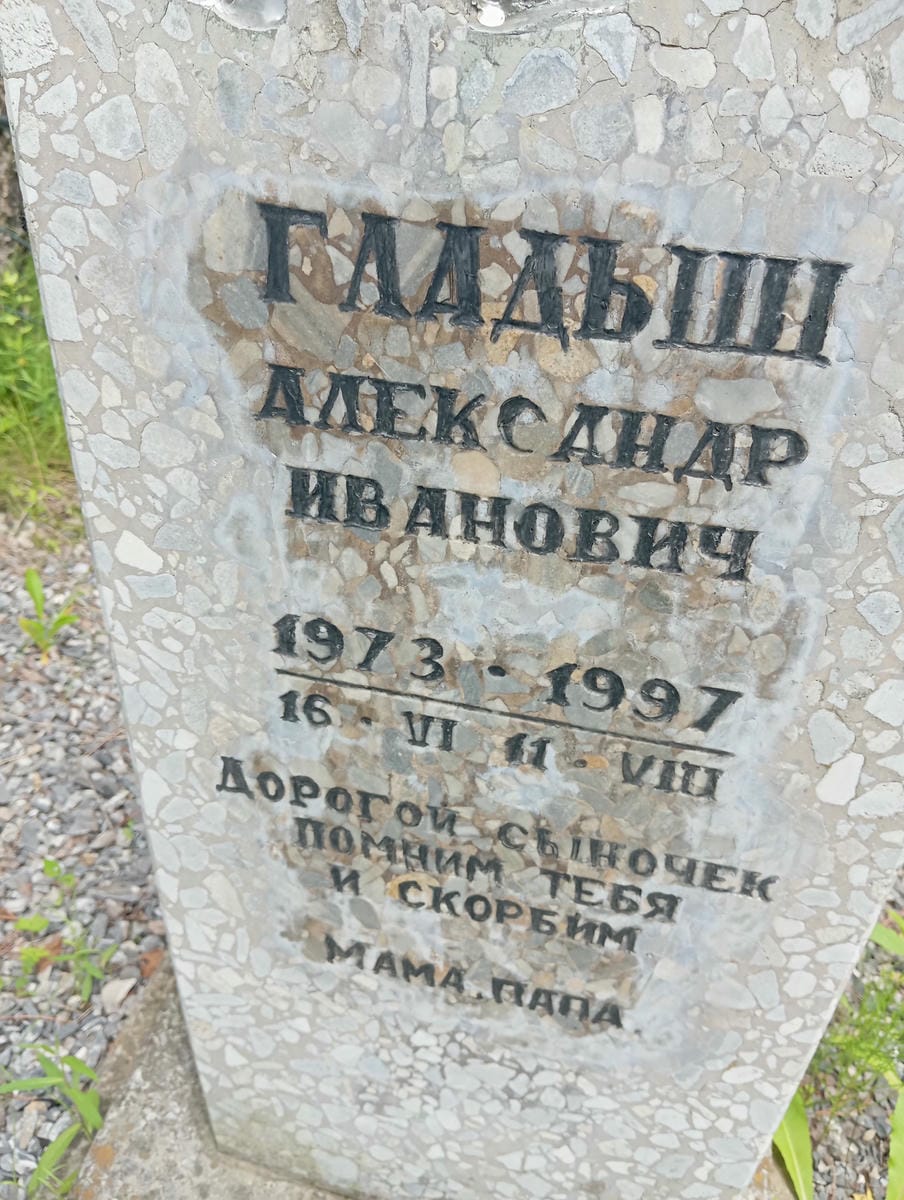 ГЛАДЫШ
АЛЕКСАНДР
ИВАНОВИЧ
1973 · 1997
16 · VI 11 · VIII
ДОРОГОЙ СЫНОЧЕК
ПОМНИМ ТЕБЯ
И СКОРБИМ
МАМА. ПАПА